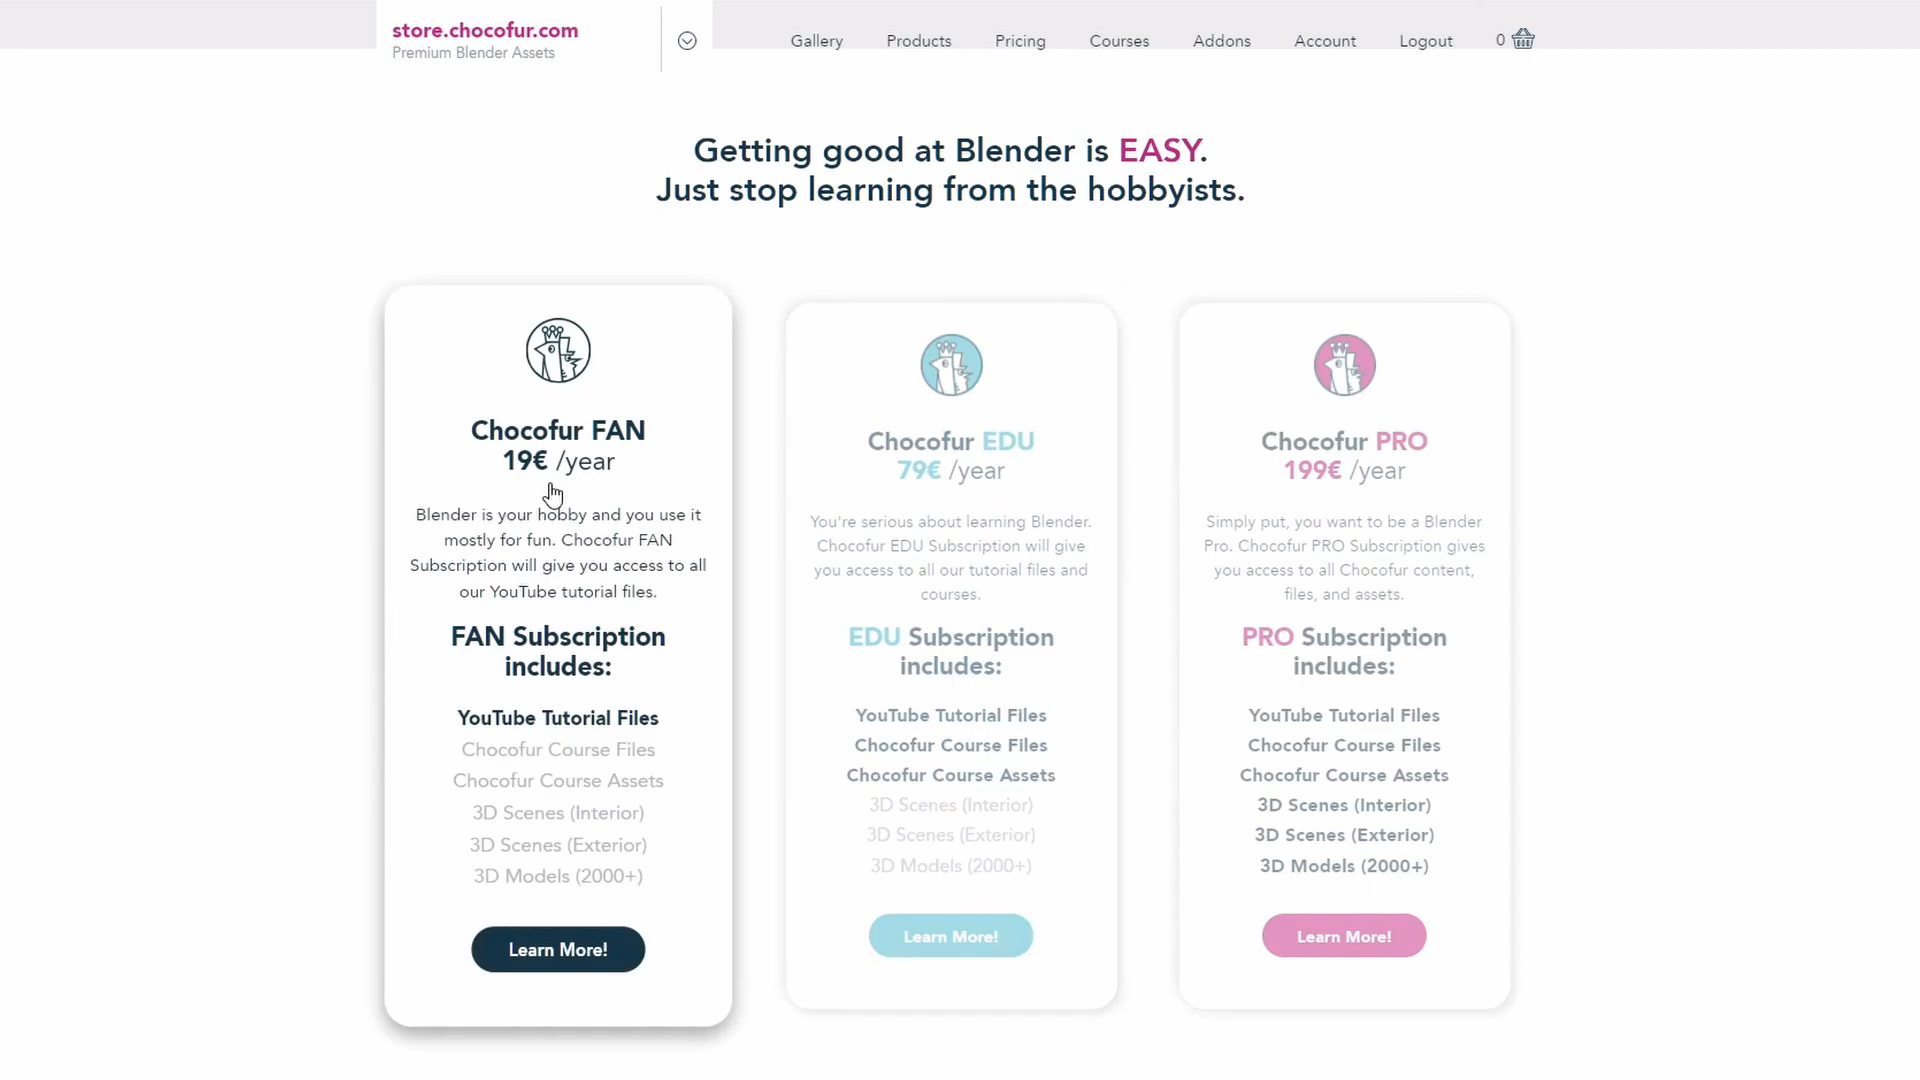 store.chocofur.com
Premium Blender Assets
Gallery Products Pricing Courses Addons Account Logout 0
Getting good at Blender is EASY.
Just stop learning from the hobbyists.
Chocofur FAN
19€ /year
Blender is your hobby and you use it
mostly for fun. Chocofur FAN
Subscription will give you access to all
our YouTube tutorial files.
FAN Subscription
includes:
YouTube Tutorial Files
Chocofur Course Files
Chocofur Course Assets
3D Scenes (Interior)
3D Scenes (Exterior)
3D Models (2000+)
Learn More!
Chocofur EDU
79€ /year
You're serious about learning Blender.
Chocofur EDU Subscription will give
you access to all our tutorial files and
courses.
EDU Subscription
includes:
YouTube Tutorial Files
Chocofur Course Files
Chocofur Course Assets
3D Scenes (Interior)
3D Scenes (Exterior)
3D Models (2000+)
Learn More!
Chocofur PRO
199€ /year
Simply put, you want to be a Blender
Pro. Chocofur PRO Subscription gives
you access to all Chocofur content,
files, and assets.
PRO Subscription
includes:
YouTube Tutorial Files
Chocofur Course Files
Chocofur Course Assets
3D Scenes (Interior)
3D Scenes (Exterior)
3D Models (2000+)
Learn More!